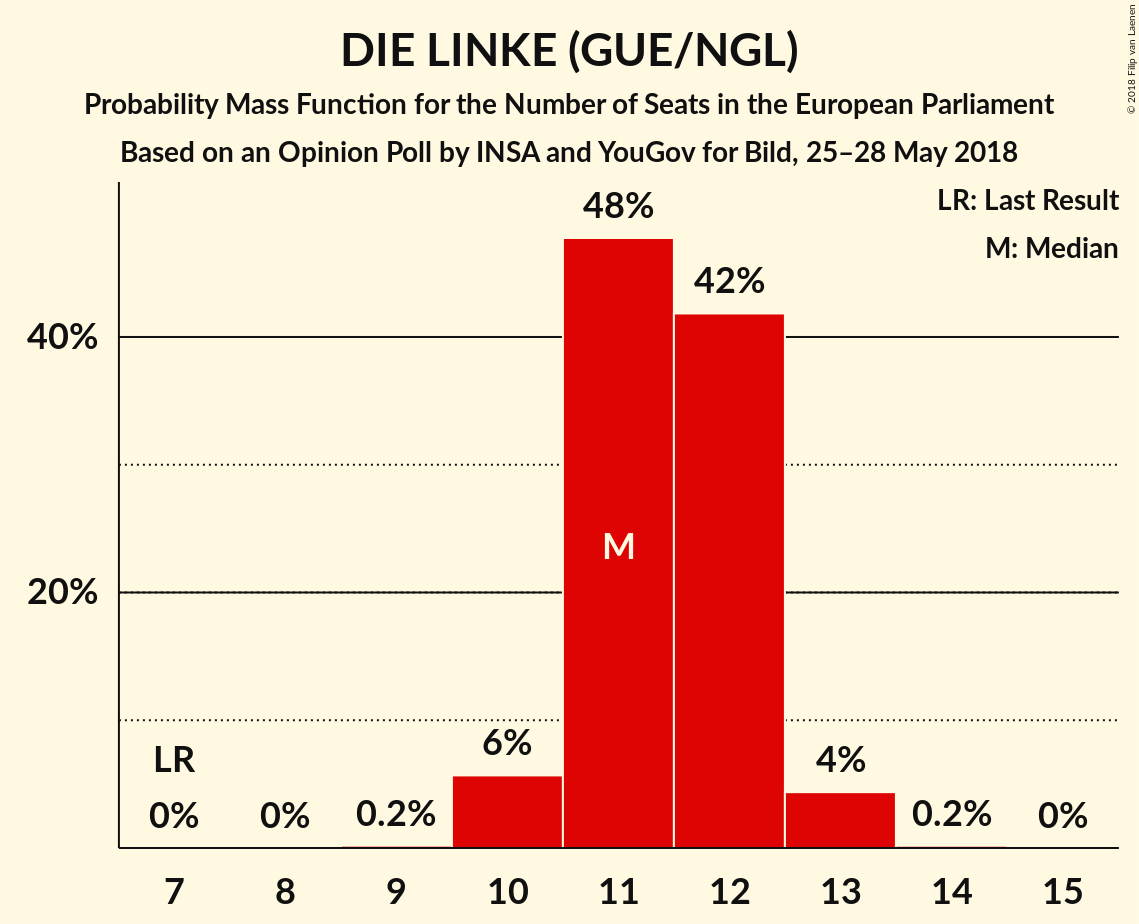 DIE LINKE (GUE/NGL)
Probability Mass Function for the Number of Seats in the European Parliament
Based on an Opinion Poll by INSA and YouGov for Bild, 25–28 May 2018
© 2018 Filip van Laenen
LR: Last Result
M: Median
48%
42%
40%
M
20%
LR
6%
4%
0%
0%
0.2%
0.2%
0%
7 8 9 10 11 12 13 14 15